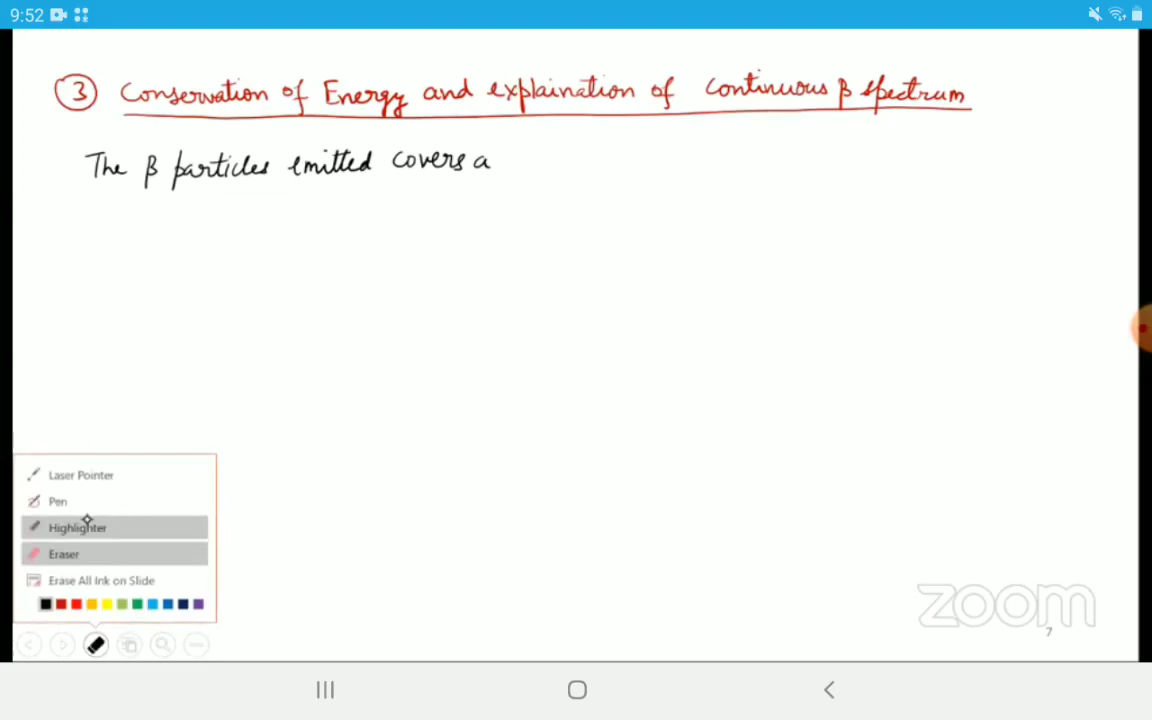 9:52
③ Conservation of Energy and explaination of continuous β spectrum
The β particles emitted covers a
Laser Pointer
Pen
Highlighter
Eraser
Erase All Ink on Slide
zoom
7